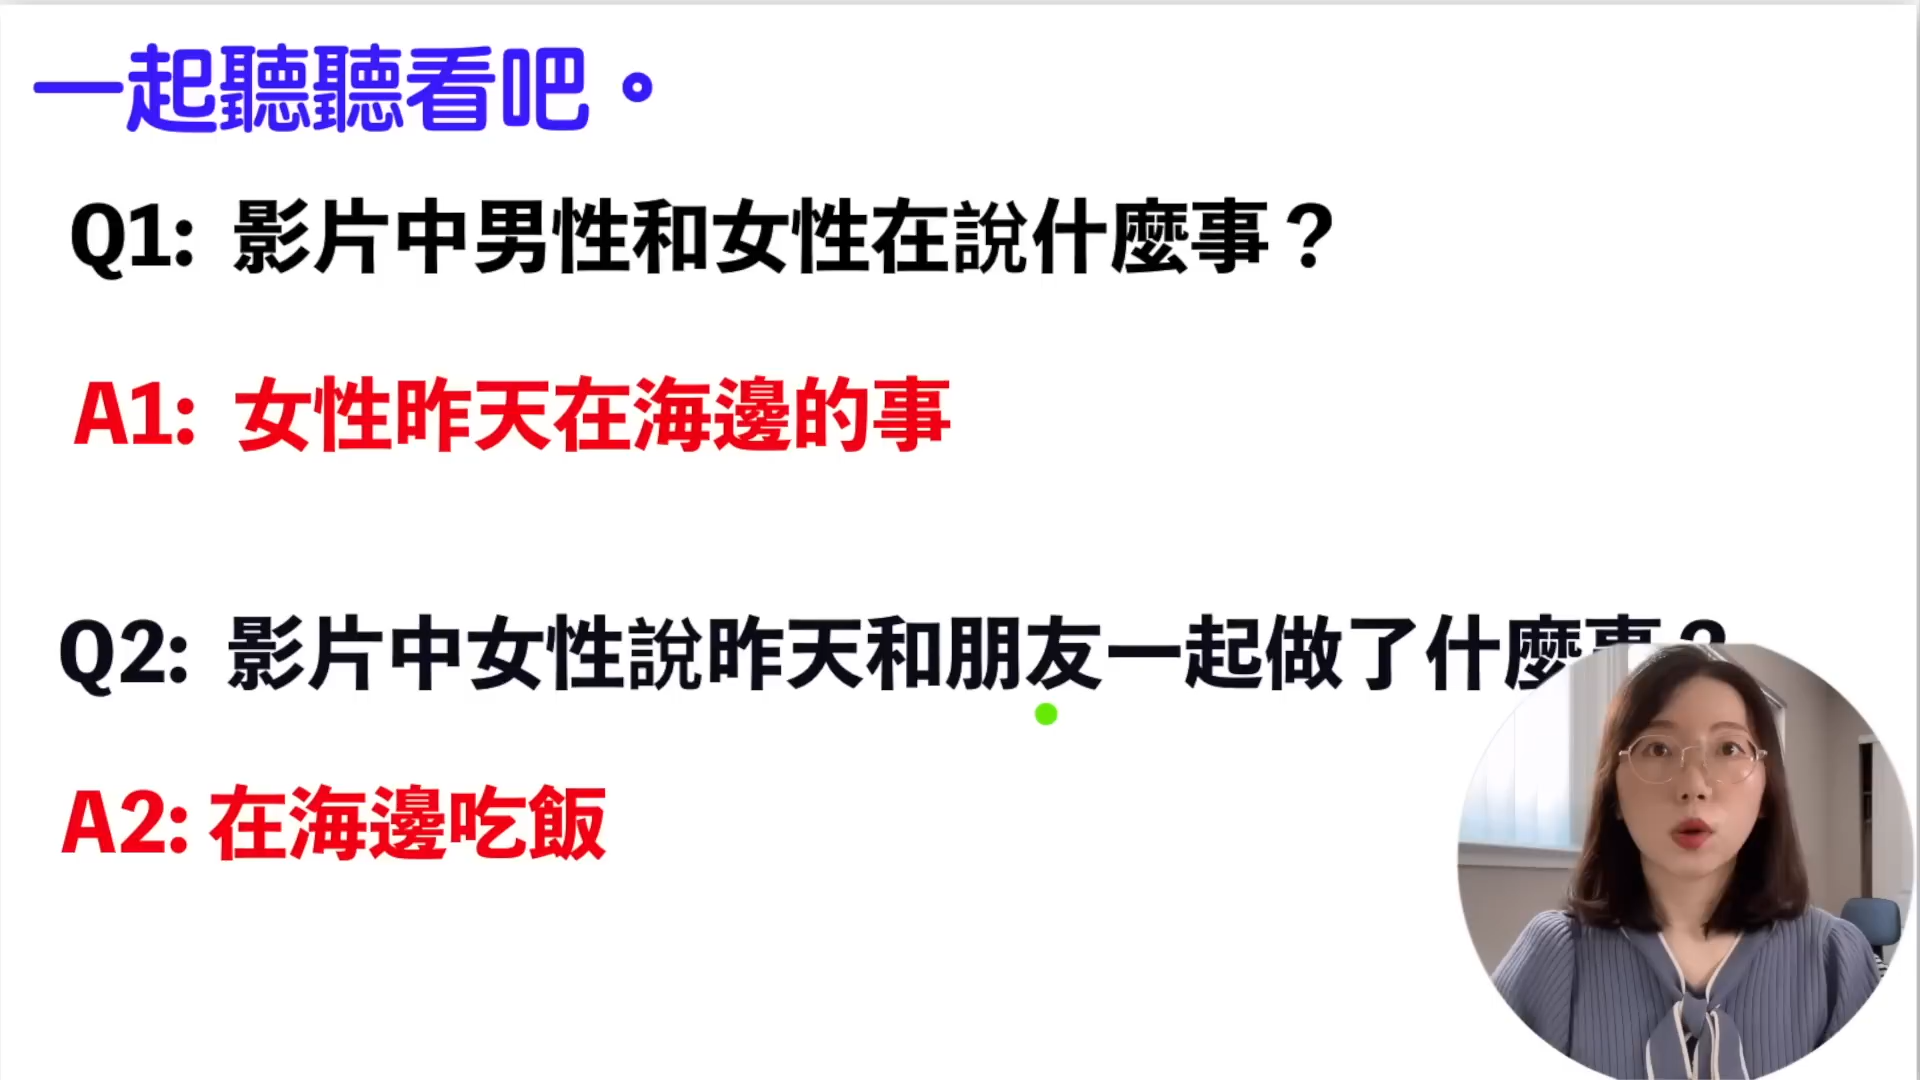 一起聽聽看吧。
Q1: 影片中男性和女性在說什麼事？
A1: 女性昨天在海邊的事
Q2: 影片中女性說昨天和朋友一起做了什麼事？
A2: 在海邊吃飯